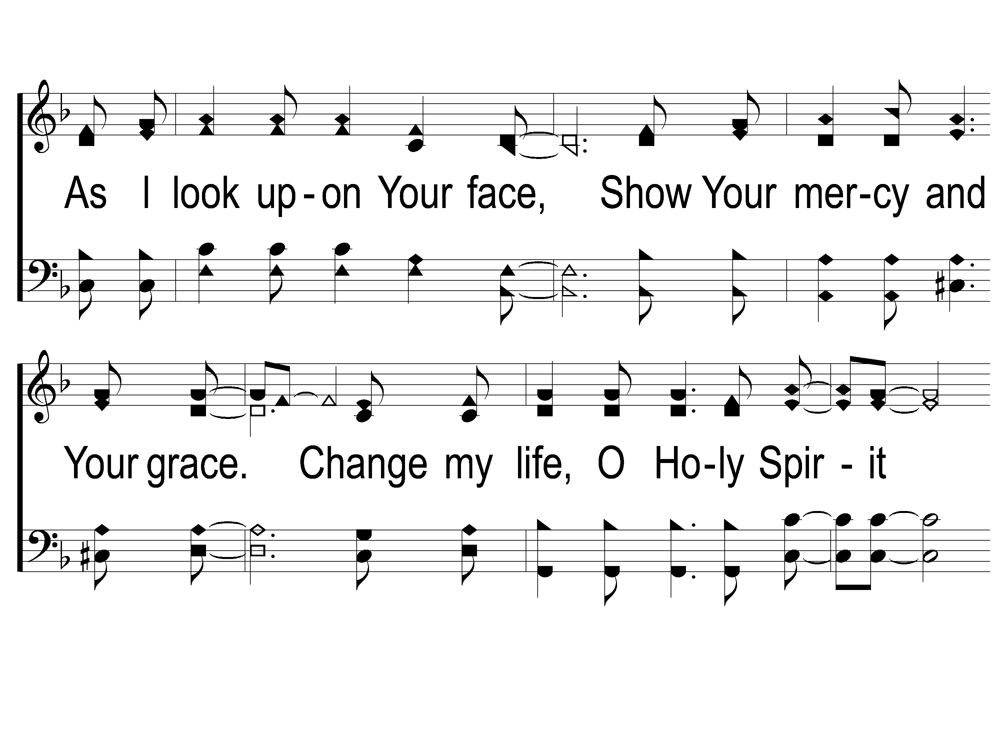 As I look up-on Your face, Show Your mer-cy and
Your grace. Change my life, O Ho-ly Spir - it